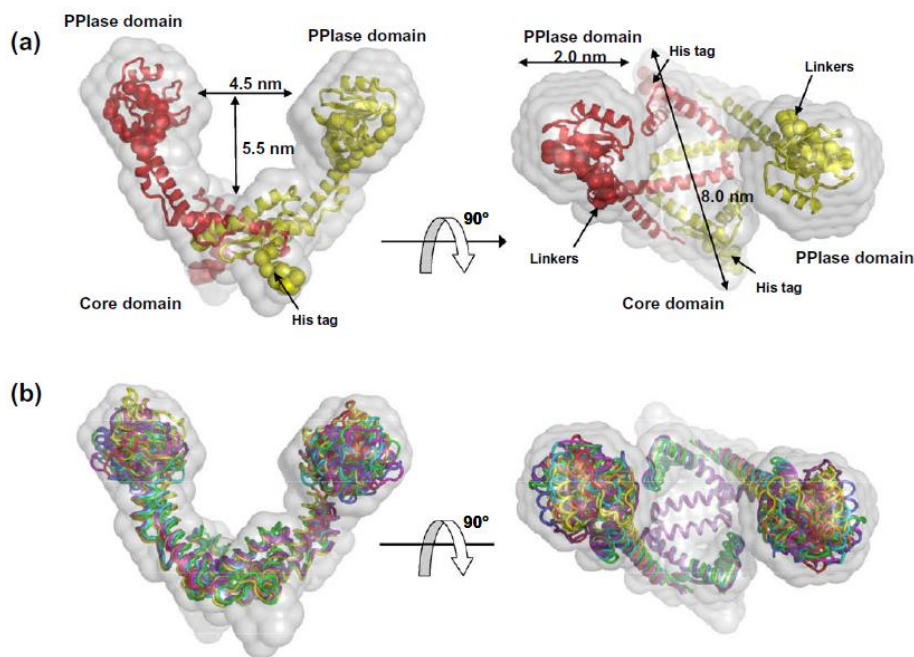 (a)
PPIase domain
PPIase domain
4.5 nm
5.5 nm
Core domain
His tag
90°
PPIase domain
His tag
2.0 nm
Linkers
8.0 nm
Linkers
PPIase domain
His tag
Core domain
(b)
90°